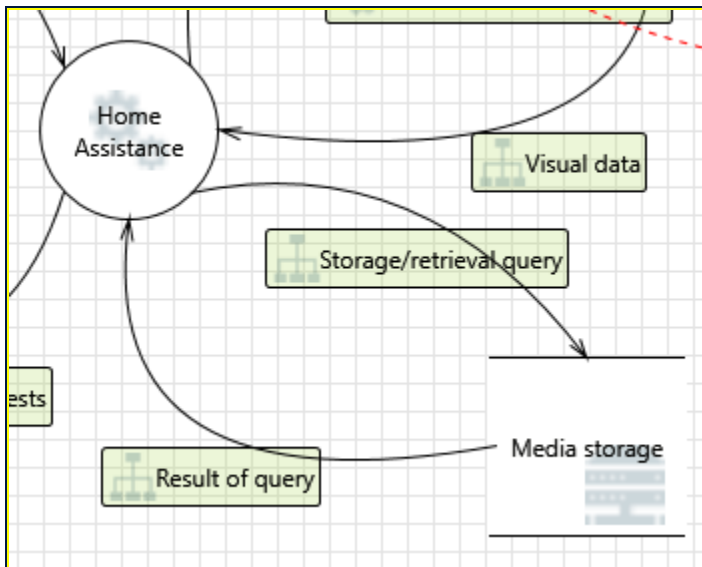 Home
Assistance
Visual data
Storage/retrieval query
ests
Media storage
Result of query